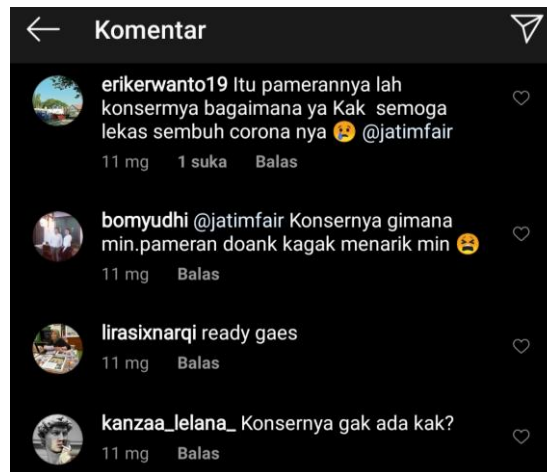 Komentar
erikerwanto19 Itu pamerannya lah
konsermya bagaimana ya Kak semoga
lekas sembuh corona nya 😢 @jatimfair
11 mg 1 suka Balas
bomyudhi @jatimfair Konsernya gimana
min.pameran doank kagak menarik min 😫
11 mg Balas
lirasixnarqi ready gaes
11 mg Balas
kanzaa_lelana_ Konsernya gak ada kak?
11 mg Balas